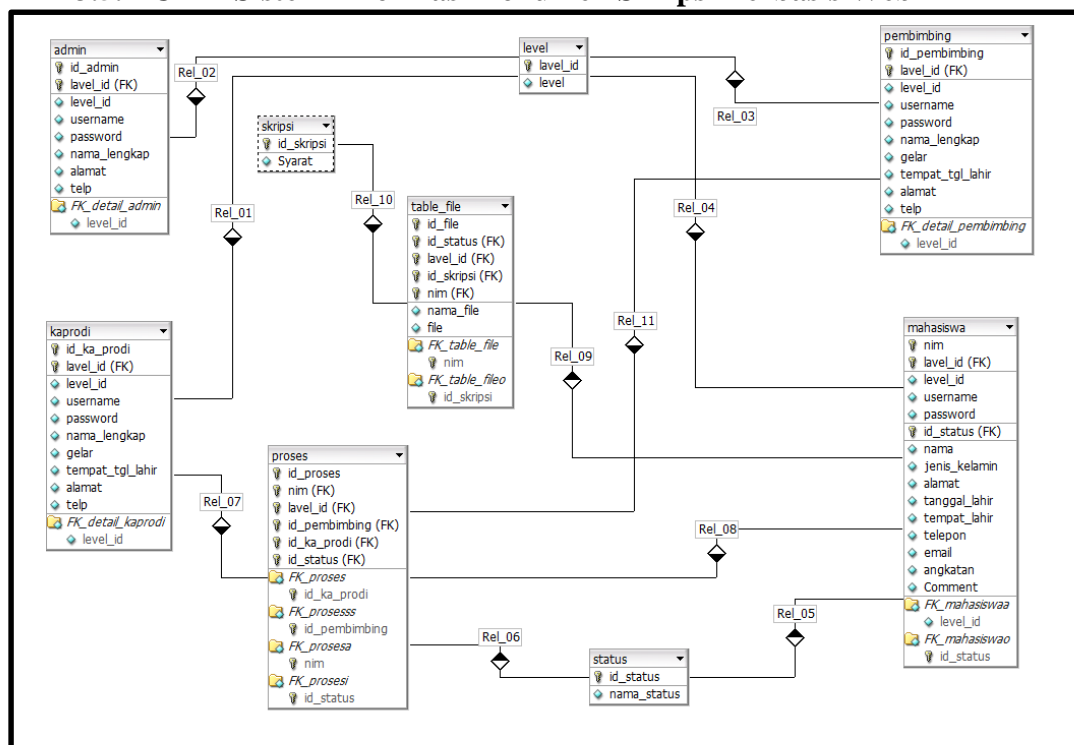 admin
id_admin
lavel_id (FK)
level_id
username
password
nama_lengkap
alamat
telp
FK_detail_admin
level_id
Rel_02
level
lavel_id
level
Rel_03
pembimbing
id_pembimbing
lavel_id (FK)
level_id
username
password
nama_lengkap
gelar
tempat_tgl_lahir
alamat
telp
FK_detail_pembimbing
level_id
skripsi
id_skripsi
Syarat
Rel_01
Rel_10
Rel_04
table_file
id_file
id_status (FK)
lavel_id (FK)
id_skripsi (FK)
nim (FK)
nama_file
file
FK_table_file
nim
FK_table_fileo
id_skripsi
Rel_11
Rel_09
kaprodi
id_ka_prodi
lavel_id (FK)
level_id
username
password
nama_lengkap
gelar
tempat_tgl_lahir
alamat
telp
FK_detail_kaprodi
level_id
Rel_07
mahasiswa
nim
lavel_id (FK)
level_id
username
password
id_status (FK)
nama
jenis_kelamin
alamat
tanggal_lahir
tempat_lahir
telepon
email
angkatan
Comment
FK_mahasiswaa
level_id
FK_mahasiswao
id_status
proses
id_proses
nim (FK)
lavel_id (FK)
id_pembimbing (FK)
id_ka_prodi (FK)
id_status (FK)
FK_proses
id_ka_prodi
FK_prosesss
id_pembimbing
FK_prosesa
nim
FK_prosesi
id_status
Rel_08
Rel_05
Rel_06
status
id_status
nama_status